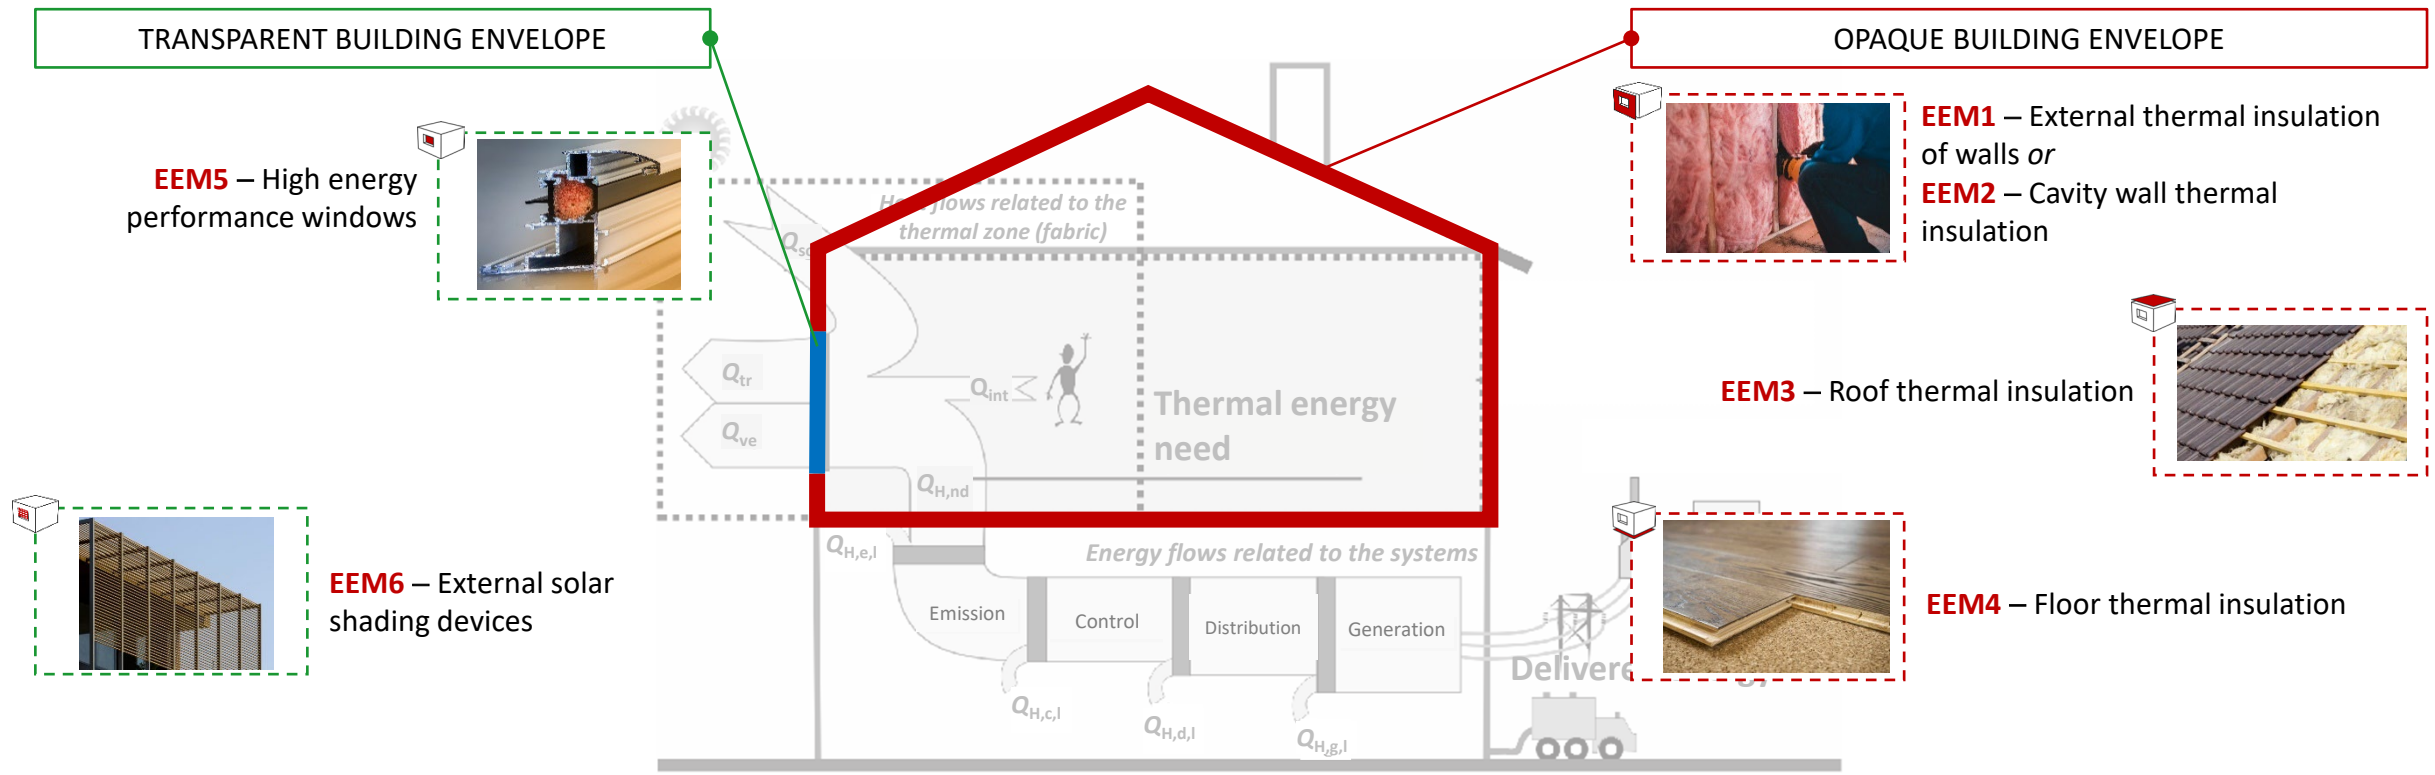 TRANSPARENT BUILDING ENVELOPE
OPAQUE BUILDING ENVELOPE
EEM5 – High energy
performance windows
EEM6 – External solar
shading devices
EEM1 – External thermal insulation
of walls or
EEM2 – Cavity wall thermal
insulation
EEM3 – Roof thermal insulation
EEM4 – Floor thermal insulation
flows related to the
thermal zone (fabric)
Qtr
Qve
Qint
Thermal energy
need
QH,nd
QH,e,l
Energy flows related to the systems
Emission
Control
Distribution
Generation
QH,c,l
QH,d,l
QH,g,l